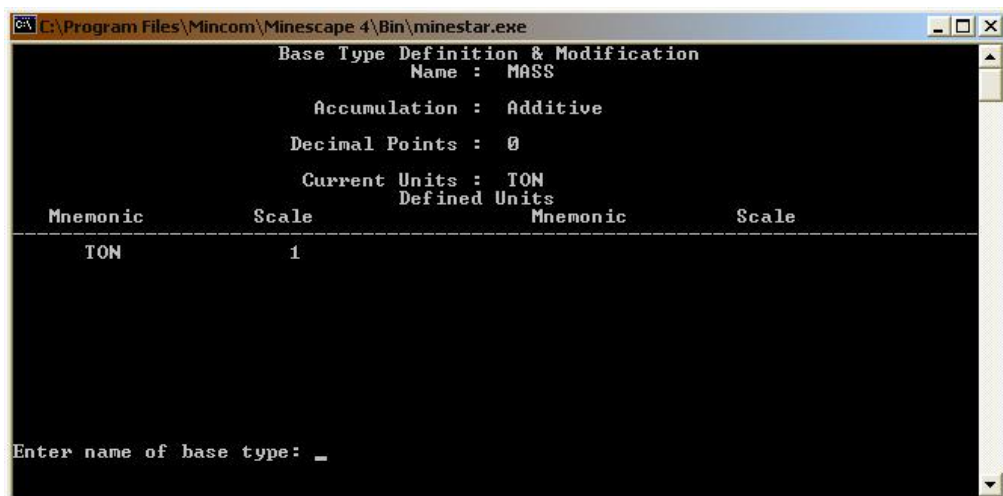 C:\Program Files\Mincom\Minescape 4\Bin\minestar.exe
Base Type Definition & Modification
Name : MASS
Accumulation : Additive
Decimal Points : 0
Current Units : TON
Defined Units
Mnemonic Scale Mnemonic Scale
TON 1
Enter name of base type: _